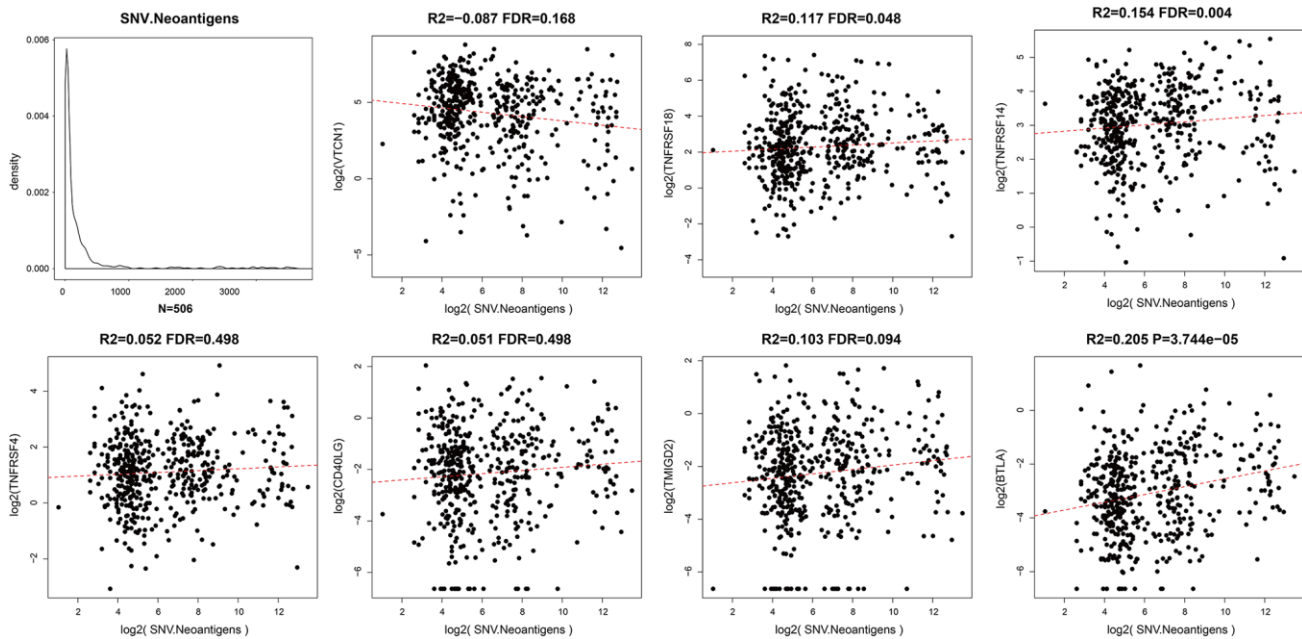 SNV.Neoantigens
density
0.006
0.004
0.002
0.000
0 1000 2000 3000
N=506
R2=−0.087 FDR=0.168
log2(VTCN1)
5
0
−5
2 4 6 8 10 12
log2( SNV.Neoantigens )
R2=0.117 FDR=0.048
log2(TNFRSF18)
8
6
4
2
0
−2
−4
2 4 6 8 10 12
log2( SNV.Neoantigens )
R2=0.154 FDR=0.004
log2(TNFRSF14)
5
4
3
2
1
0
−1
2 4 6 8 10 12
log2( SNV.Neoantigens )
R2=0.052 FDR=0.498
log2(TNFRSF4)
4
2
0
−2
2 4 6 8 10 12
log2( SNV.Neoantigens )
R2=0.051 FDR=0.498
log2(CD40LG)
2
0
−2
−4
−6
2 4 6 8 10 12
log2( SNV.Neoantigens )
R2=0.103 FDR=0.094
log2(TMIGD2)
2
0
−2
−4
−6
2 4 6 8 10 12
log2( SNV.Neoantigens )
R2=0.205 P=3.744e−05
log2(BTLA)
0
−2
−4
−6
2 4 6 8 10 12
log2( SNV.Neoantigens )